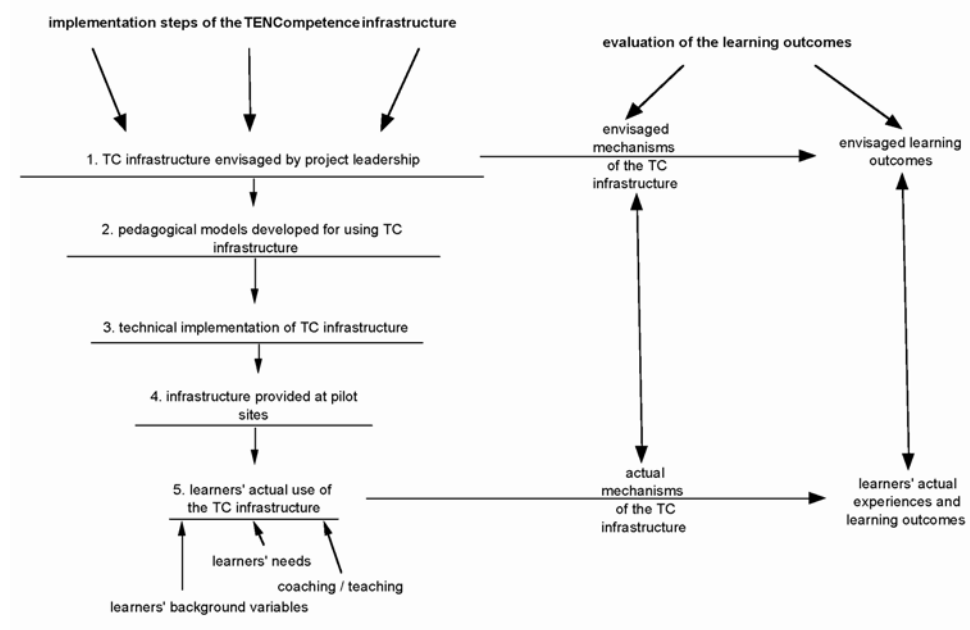 implementation steps of the TENCompetence infrastructure
evaluation of the learning outcomes
1. TC infrastructure envisaged by project leadership
envisaged
mechanisms
of the TC
infrastructure
envisaged learning
outcomes
2. pedagogical models developed for using TC
infrastructure
3. technical implementation of TC infrastructure
4. infrastructure provided at pilot
sites
5. learners' actual use of
the TC infrastructure
actual
mechanisms
of the TC
infrastructure
learners' actual
experiences and
learning outcomes
learners' needs
coaching / teaching
learners' background variables